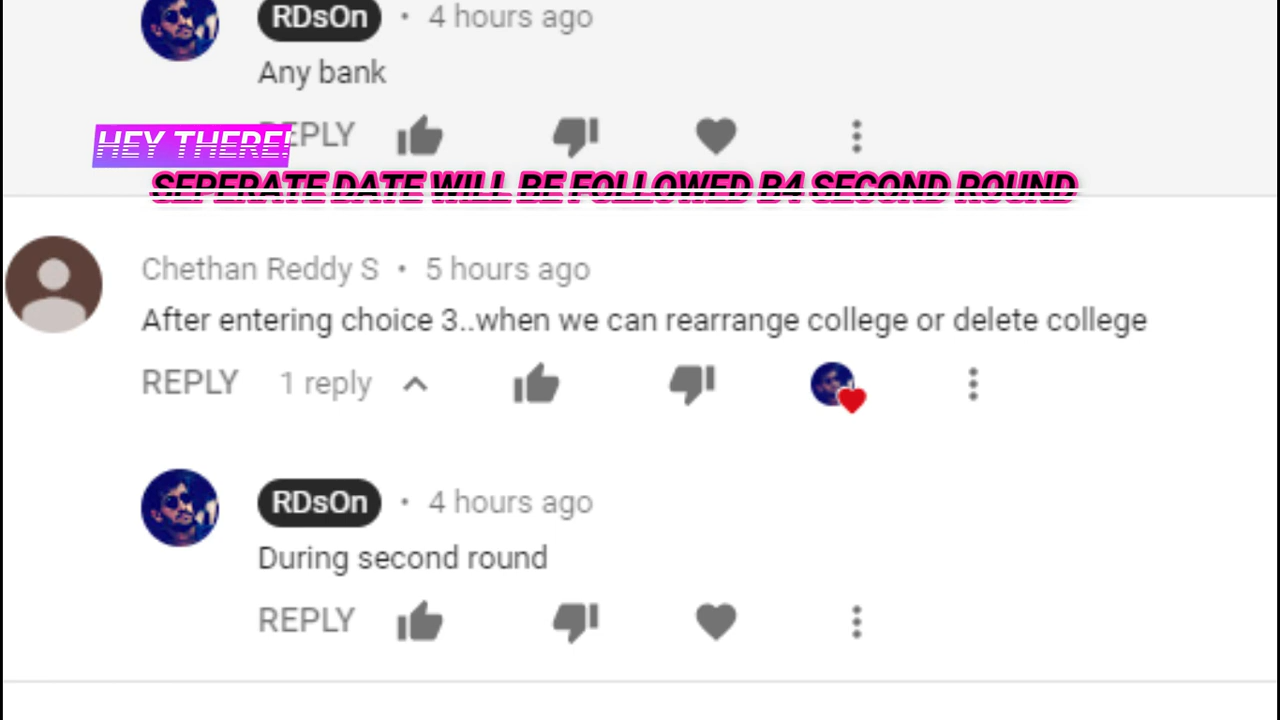 RDsOn • 4 hours ago
Any bank
HEY THERE!
EPLY
SEPERATE DATE WILL BE FOLLOWED B4 SECOND ROUND
Chethan Reddy S • 5 hours ago
After entering choice 3..when we can rearrange college or delete college
REPLY 1 reply
RDsOn • 4 hours ago
During second round
REPLY